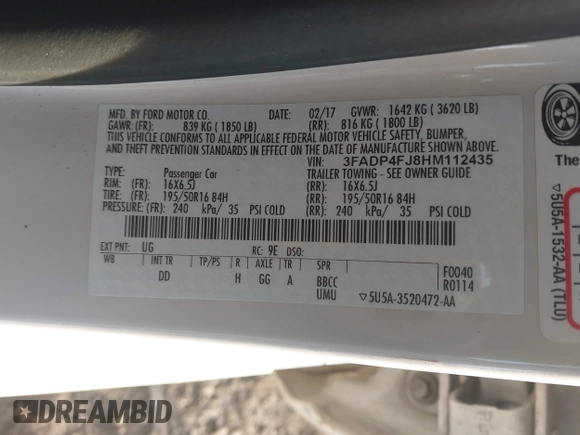 MFD. BY FORD MOTOR CO. DATE: 02/17 GVWR: 1642 KG ( 3620 LB)
GAWR: (FR): 839 KG ( 1850 LB) (RR): 816 KG ( 1800 LB)
THIS VEHICLE CONFORMS TO ALL APPLICABLE FEDERAL MOTOR VEHICLE SAFETY, BUMPER,
AND THEFT PREVENTION STANDARDS IN EFFECT ON THE DATE OF MANUFACTURE SHOWN ABOVE.
VIN: 3FADP4FJ8HM112435
TYPE: Passenger Car TRAILER TOWING - SEE OWNER GUIDE
RIM: (FR): 16X6.5J (RR): 16X6.5J
TIRE: (FR): 195/50R16 84H (RR): 195/50R16 84H
PRESSURE: (FR): 240 kPa/ 35 PSI COLD (RR): 240 kPa/ 35 PSI COLD
EXT PNT: UG RC: 9E DSO:
WB INT TR TP/PS R AXLE TR SPR F0040
DD H GG A BBCC R0114
UMU ▽5U5A-3520472-AA
The
▽5U5A-1532-AA (TLU)
DREAMBID